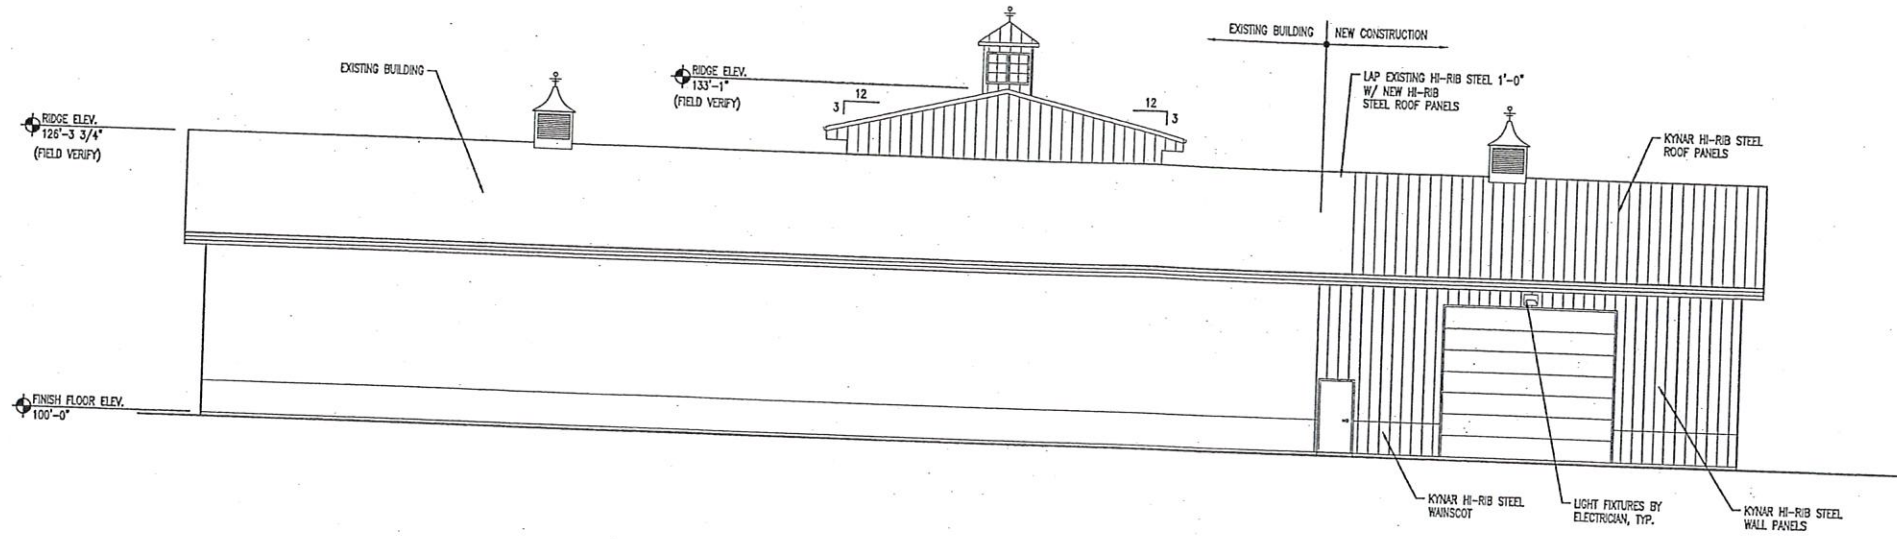 EXISTING BUILDING
NEW CONSTRUCTION
EXISTING BUILDING
RIDGE ELEV.
133'-1"
(FIELD VERIFY)
12
3
12
3
LAP EXISTING HI-RIB STEEL 1'-0"
W/ NEW HI-RIB
STEEL ROOF PANELS
RIDGE ELEV.
126'-3 3/4"
(FIELD VERIFY)
KYNAR HI-RIB STEEL
ROOF PANELS
FINISH FLOOR ELEV.
100'-0"
KYNAR HI-RIB STEEL
WAINSCOT
LIGHT FIXTURES BY
ELECTRICIAN, TYP.
KYNAR HI-RIB STEEL
WALL PANELS